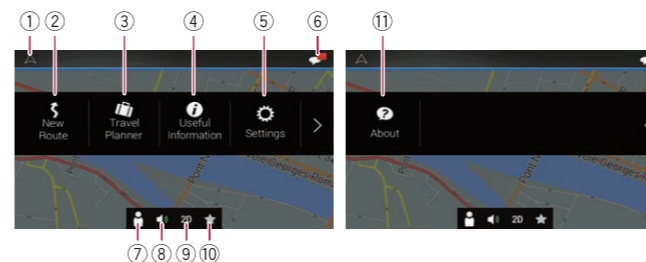 ① ② ③ ④ ⑤ ⑥ ⑪
New
Route
Travel
Planner
Useful
Information
Settings
About
2D
2D
⑦ ⑧ ⑨ ⑩